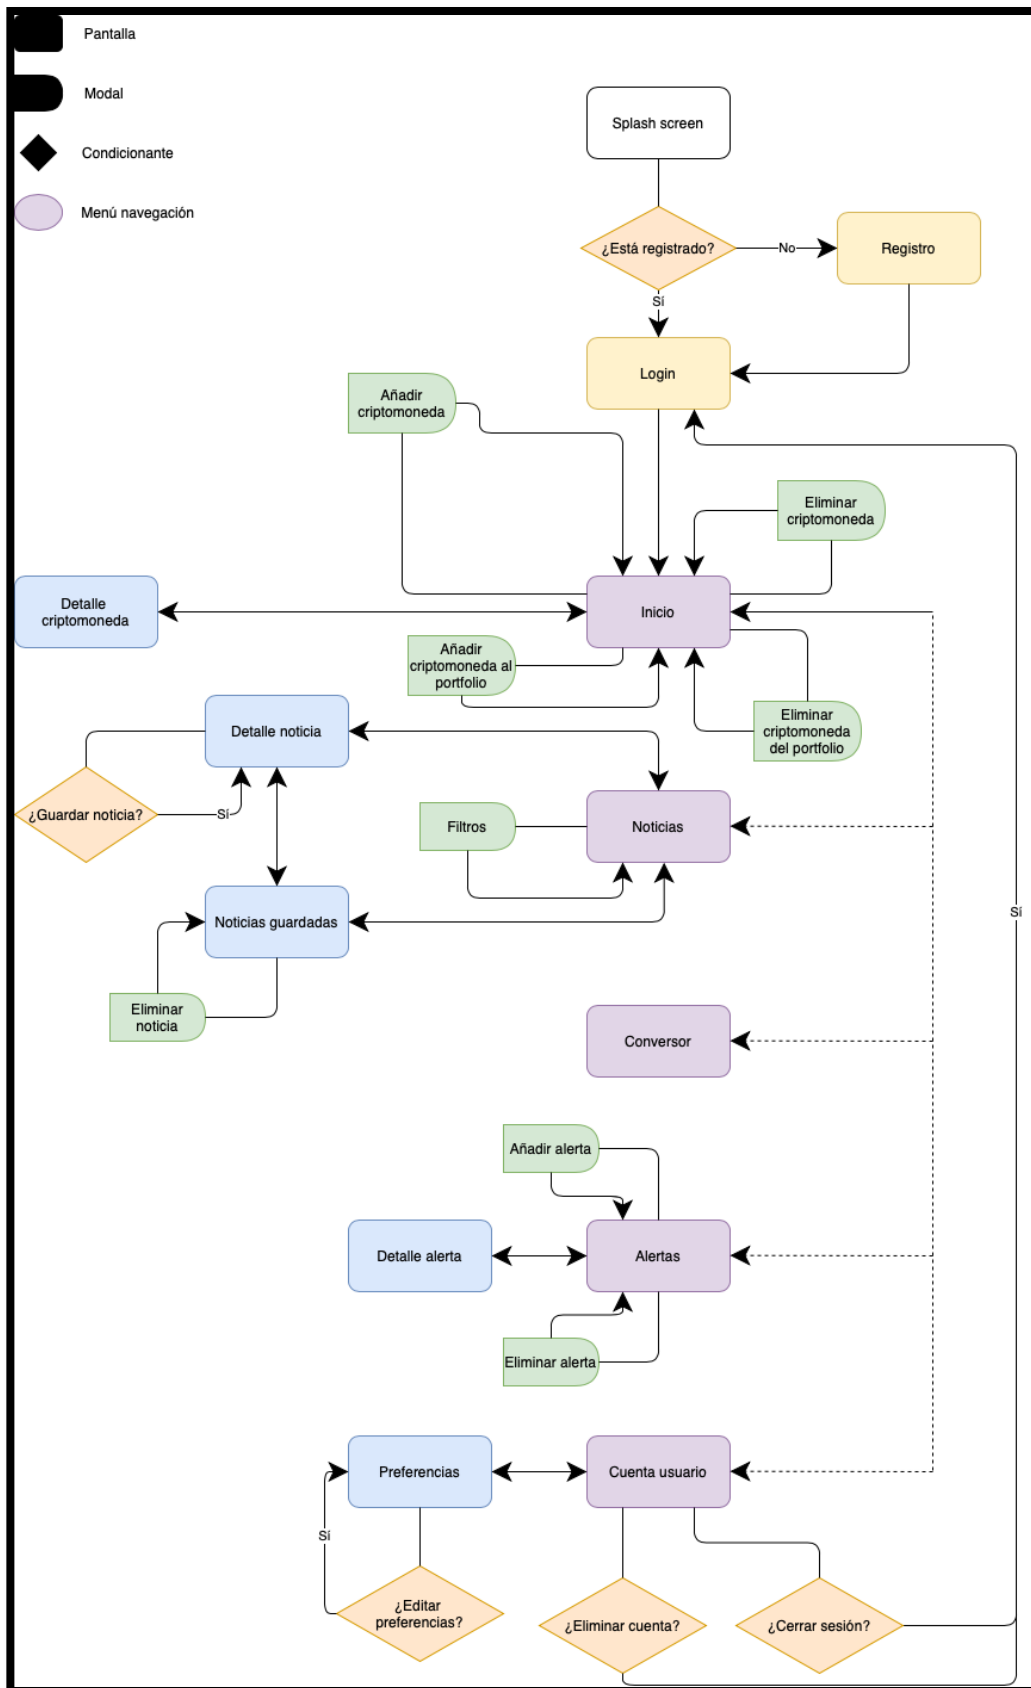 Pantalla
Modal
Condicionante
Menú navegación
Splash screen
¿Está registrado?
No
Registro
Sí
Login
Añadir
criptomoneda
Eliminar
criptomoneda
Detalle
criptomoneda
Inicio
Añadir
criptomoneda al
portfolio
Eliminar
criptomoneda
del portfolio
Detalle noticia
¿Guardar noticia?
Sí
Filtros
Noticias
Noticias guardadas
Sí
Eliminar
noticia
Conversor
Añadir alerta
Detalle alerta
Alertas
Eliminar alerta
Preferencias
Cuenta usuario
Sí
¿Editar
preferencias?
¿Eliminar cuenta?
¿Cerrar sesión?